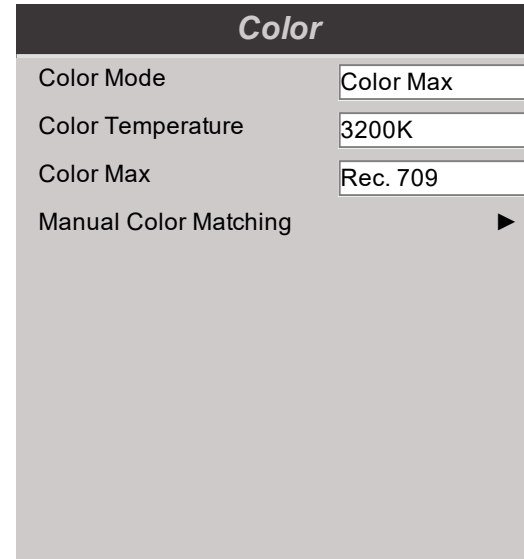 Color
Color Mode Color Max
Color Temperature 3200K
Color Max Rec. 709
Manual Color Matching ►